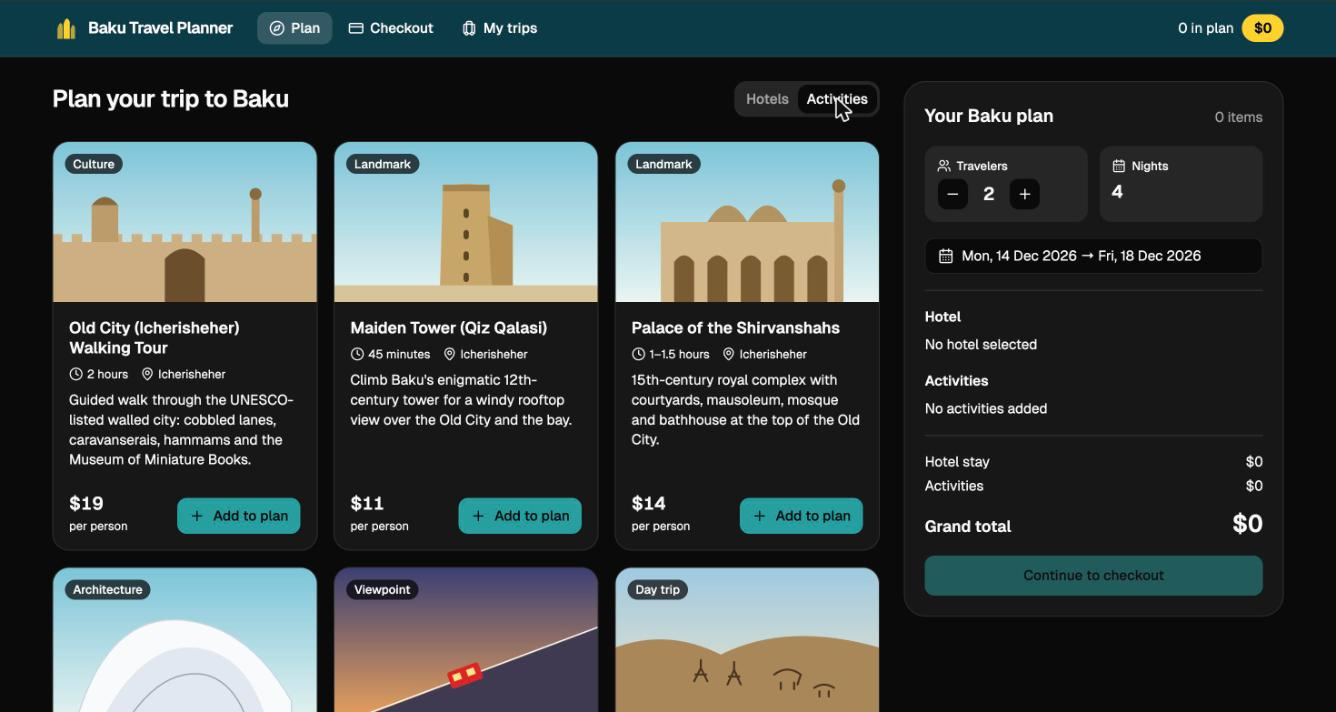 Baku Travel Planner
Plan
Checkout
My trips
0 in plan
$0
Plan your trip to Baku
Hotels
Activities
Culture
Old City (Icherisheher)
Walking Tour
2 hours
Icherisheher
Guided walk through the UNESCO-
listed walled city: cobbled lanes,
caravanserais, hammams and the
Museum of Miniature Books.
$19
per person
Add to plan
Landmark
Maiden Tower (Qiz Qalasi)
45 minutes
Icherisheher
Climb Baku's enigmatic 12th-
century tower for a windy rooftop
view over the Old City and the bay.
$11
per person
Add to plan
Landmark
Palace of the Shirvanshahs
1–1.5 hours
Icherisheher
15th-century royal complex with
courtyards, mausoleum, mosque
and bathhouse at the top of the Old
City.
$14
per person
Add to plan
Architecture
Viewpoint
Day trip
Your Baku plan
0 items
Travelers
2
Nights
4
Mon, 14 Dec 2026 → Fri, 18 Dec 2026
Hotel
No hotel selected
Activities
No activities added
Hotel stay $0
Activities $0
Grand total $0
Continue to checkout